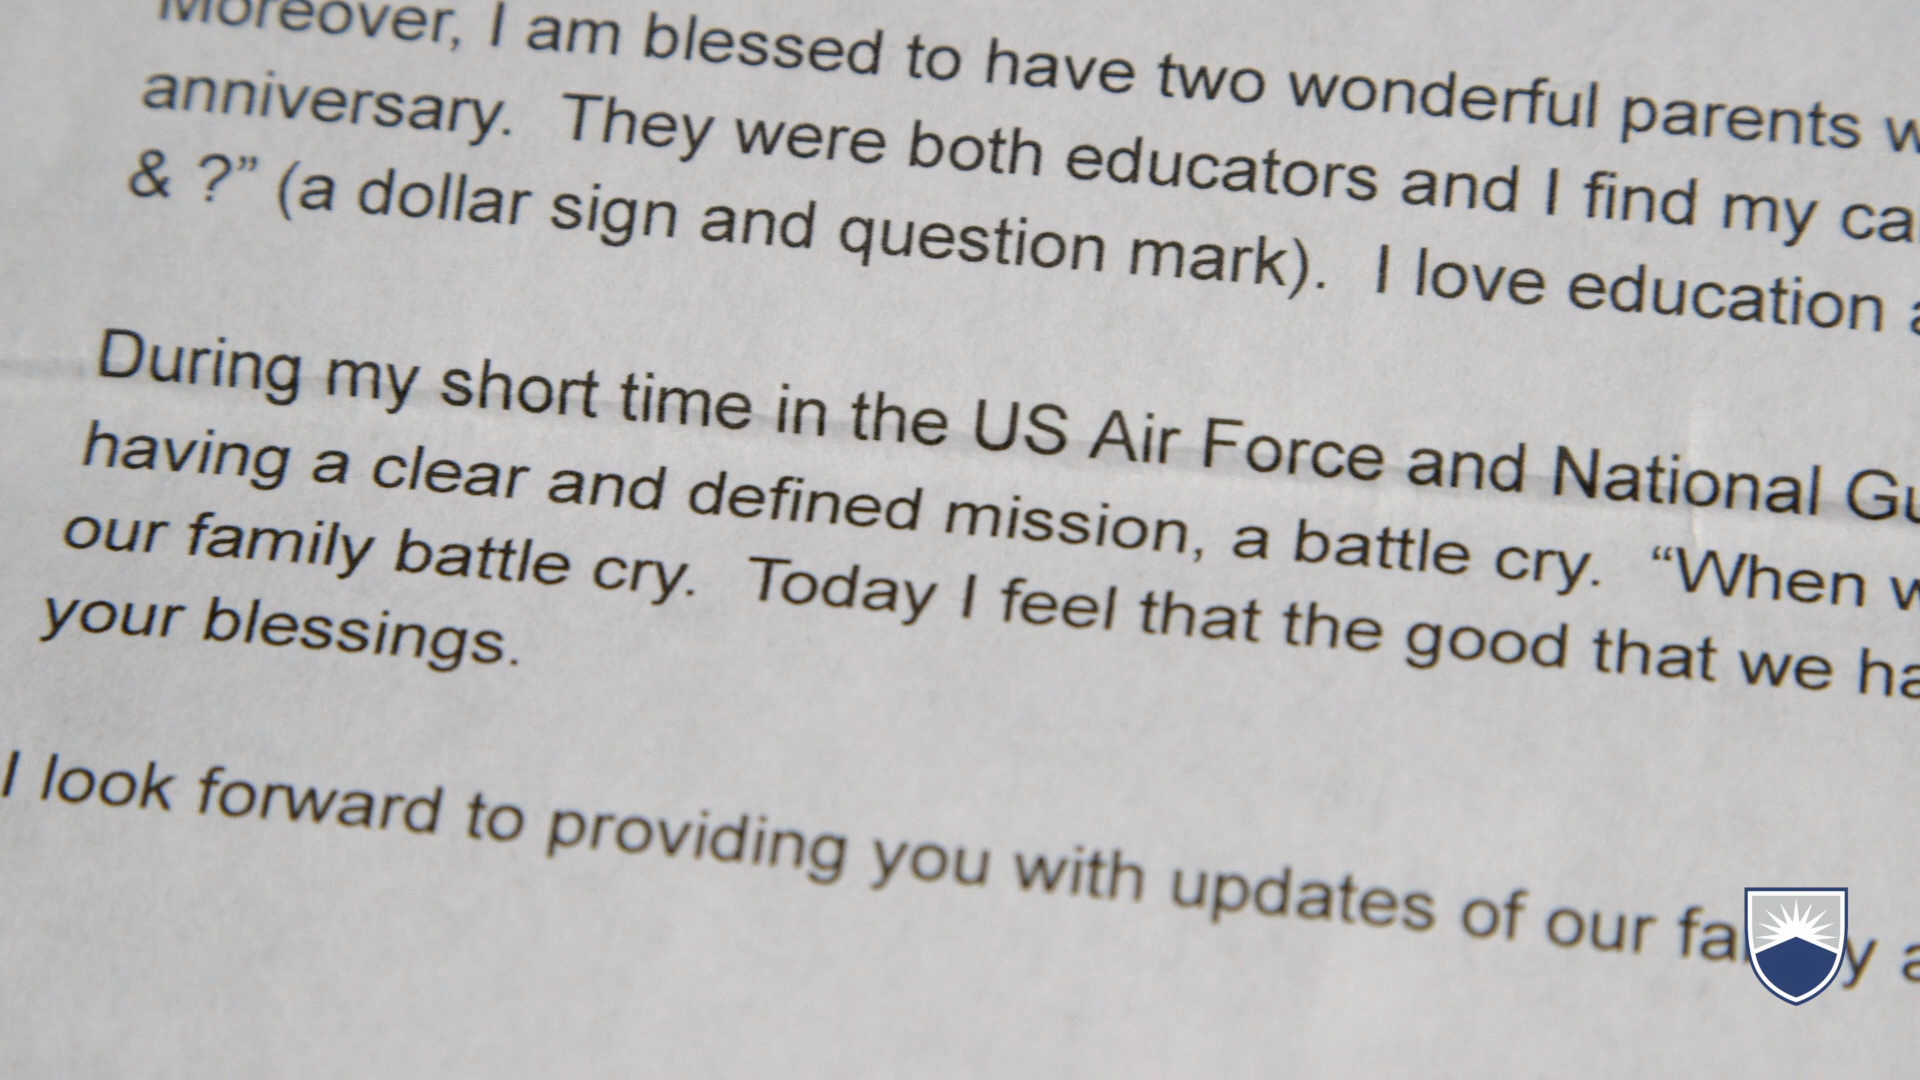 Moreover, I am blessed to have two wonderful parents
anniversary.  They were both educators and I find my
& ?” (a dollar sign and question mark).  I love education
During my short time in the US Air Force and National
having a clear and defined mission, a battle cry.  “When
our family battle cry.  Today I feel that the good that we
your blessings.
I look forward to providing you with updates of our